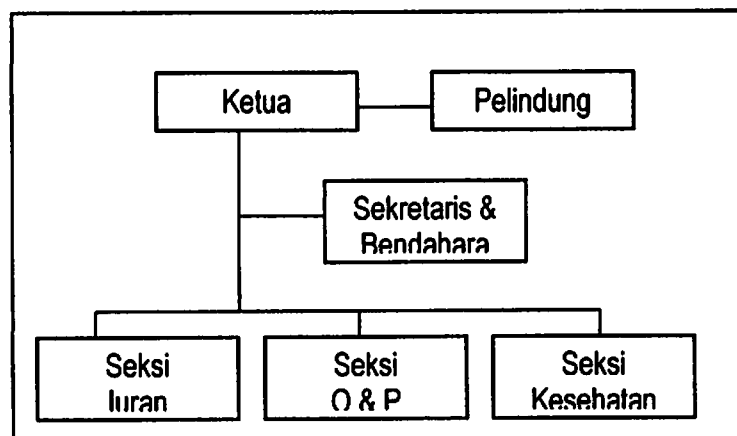 Ketua
Pelindung
Sekretaris &
Bendahara
Seksi
Iuran
Seksi
O & P
Seksi
Kesehatan